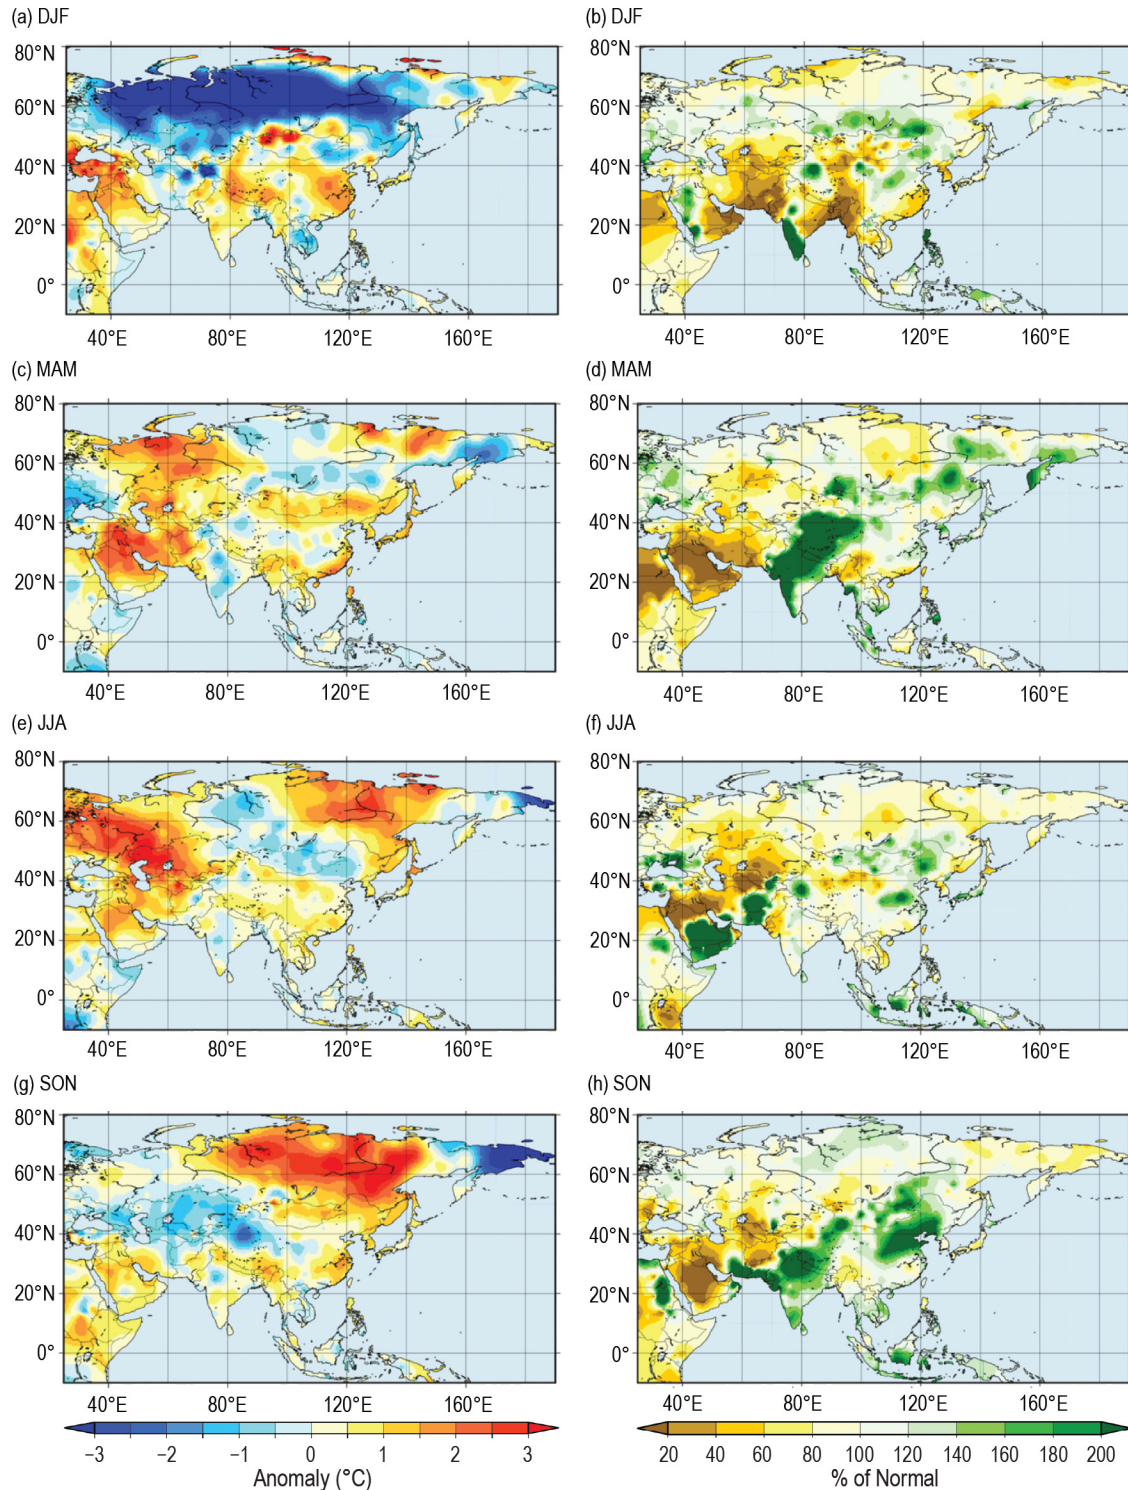 (a) DJF
(b) DJF
80°N
60°N
40°N
20°N
0°
40°E 80°E 120°E 160°E
80°N
60°N
40°N
20°N
0°
40°E 80°E 120°E 160°E
(c) MAM
(d) MAM
80°N
60°N
40°N
20°N
0°
40°E 80°E 120°E 160°E
80°N
60°N
40°N
20°N
0°
40°E 80°E 120°E 160°E
(e) JJA
(f) JJA
80°N
60°N
40°N
20°N
0°
40°E 80°E 120°E 160°E
80°N
60°N
40°N
20°N
0°
40°E 80°E 120°E 160°E
(g) SON
(h) SON
80°N
60°N
40°N
20°N
0°
40°E 80°E 120°E 160°E
80°N
60°N
40°N
20°N
0°
40°E 80°E 120°E 160°E
−3 −2 −1 0 1 2 3
Anomaly (°C)
20 40 60 80 100 120 140 160 180 200
% of Normal